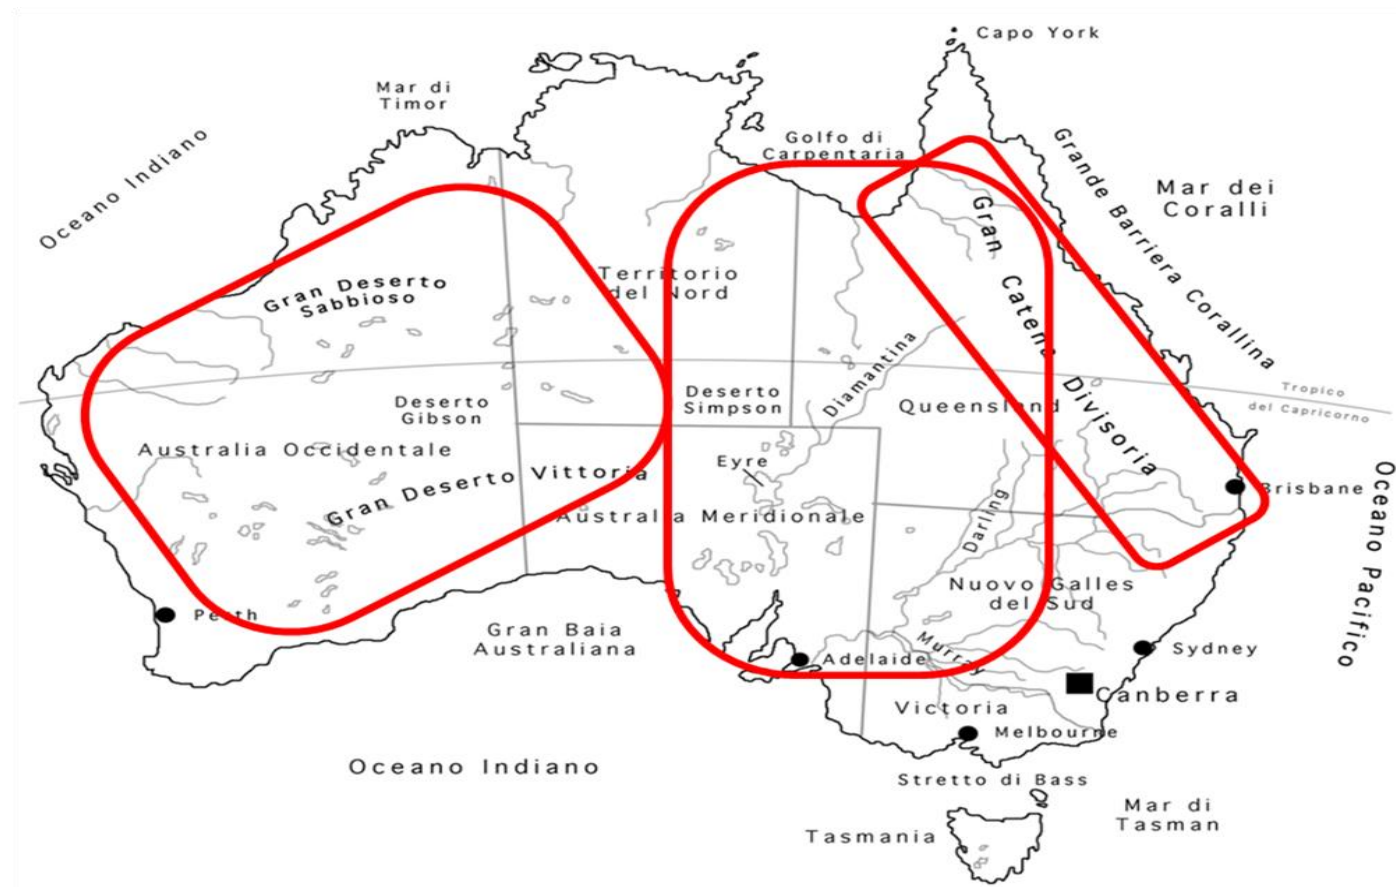 Capo York
Mar di
Timor
Oceano Indiano
Golfo di
Carpentaria
Grande Barriera Corallina
Mar dei
Coralli
Gran Catena Divisoria
Gran Deserto
Sabbioso
Territorio
del Nord
Diamantina
Tropico
del Capricorno
Deserto
Gibson
Deserto
Simpson
Queensland
Australia Occidentale
Eyre
Gran Deserto Vittoria
Brisbane
Australia Meridionale
Darling
Oceano Pacifico
Nuovo Galles
del Sud
Perth
Gran Baia
Australiana
Murray
Adelaide
Sydney
Canberra
Victoria
Melbourne
Oceano Indiano
Stretto di Bass
Mar di
Tasman
Tasmania